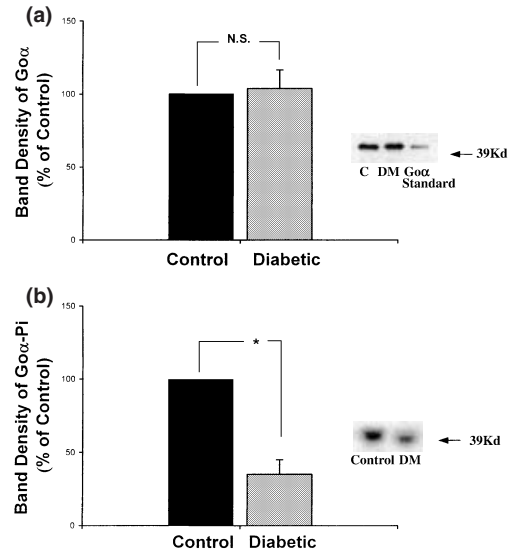 (a)
Band Density of Goα
(% of Control)
150
100
50
0
N.S.
Control Diabetic
39Kd
C DM Goα
Standard
(b)
Band Density of Goα-Pi
(% of Control)
150
100
50
0
*
Control Diabetic
39Kd
Control DM